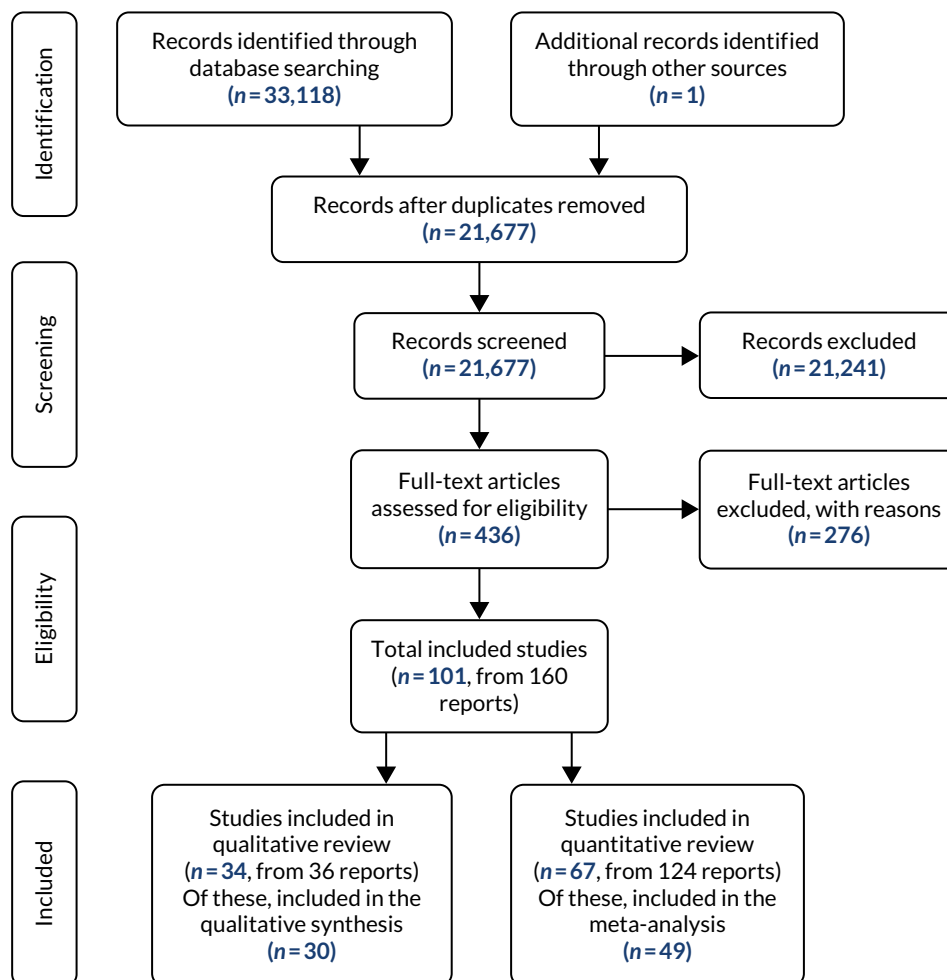 Identification
Records identified through
database searching
(n=33,118)
Additional records identified
through other sources
(n=1)
Records after duplicates removed
(n=21,677)
Screening
Records screened
(n=21,677)
Records excluded
(n=21,241)
Full-text articles
assessed for eligibility
(n=436)
Full-text articles
excluded, with reasons
(n=276)
Eligibility
Total included studies
(n=101, from 160
reports)
Included
Studies included in
qualitative review
(n=34, from 36 reports)
Of these, included in the
qualitative synthesis
(n=30)
Studies included in
quantitative review
(n=67, from 124 reports)
Of these, included in the
meta-analysis
(n=49)